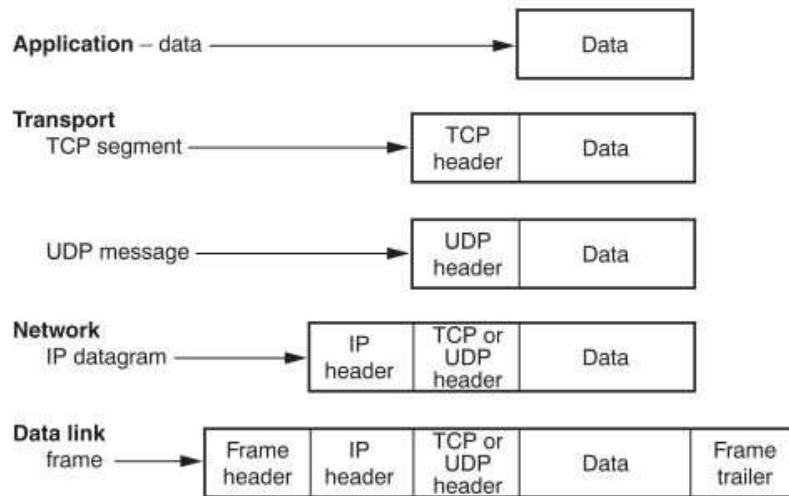 Application – data
Data
Transport
TCP segment
TCP
header
Data
UDP message
UDP
header
Data
Network
IP datagram
IP
header
TCP or
UDP
header
Data
Data link
frame
Frame
header
IP
header
TCP or
UDP
header
Data
Frame
trailer